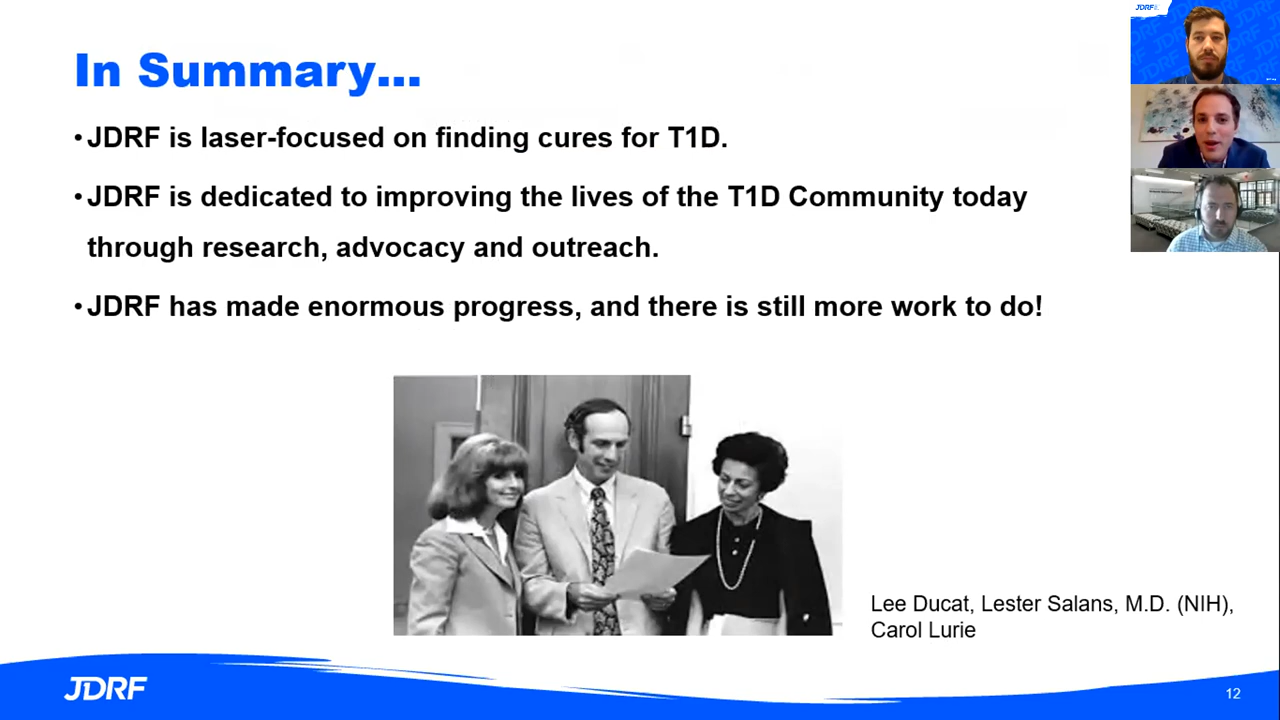 In Summary...
• JDRF is laser-focused on finding cures for T1D.
• JDRF is dedicated to improving the lives of the T1D Community today
through research, advocacy and outreach.
• JDRF has made enormous progress, and there is still more work to do!
Lee Ducat, Lester Salans, M.D. (NIH),
Carol Lurie
JDRF
12
JDRF